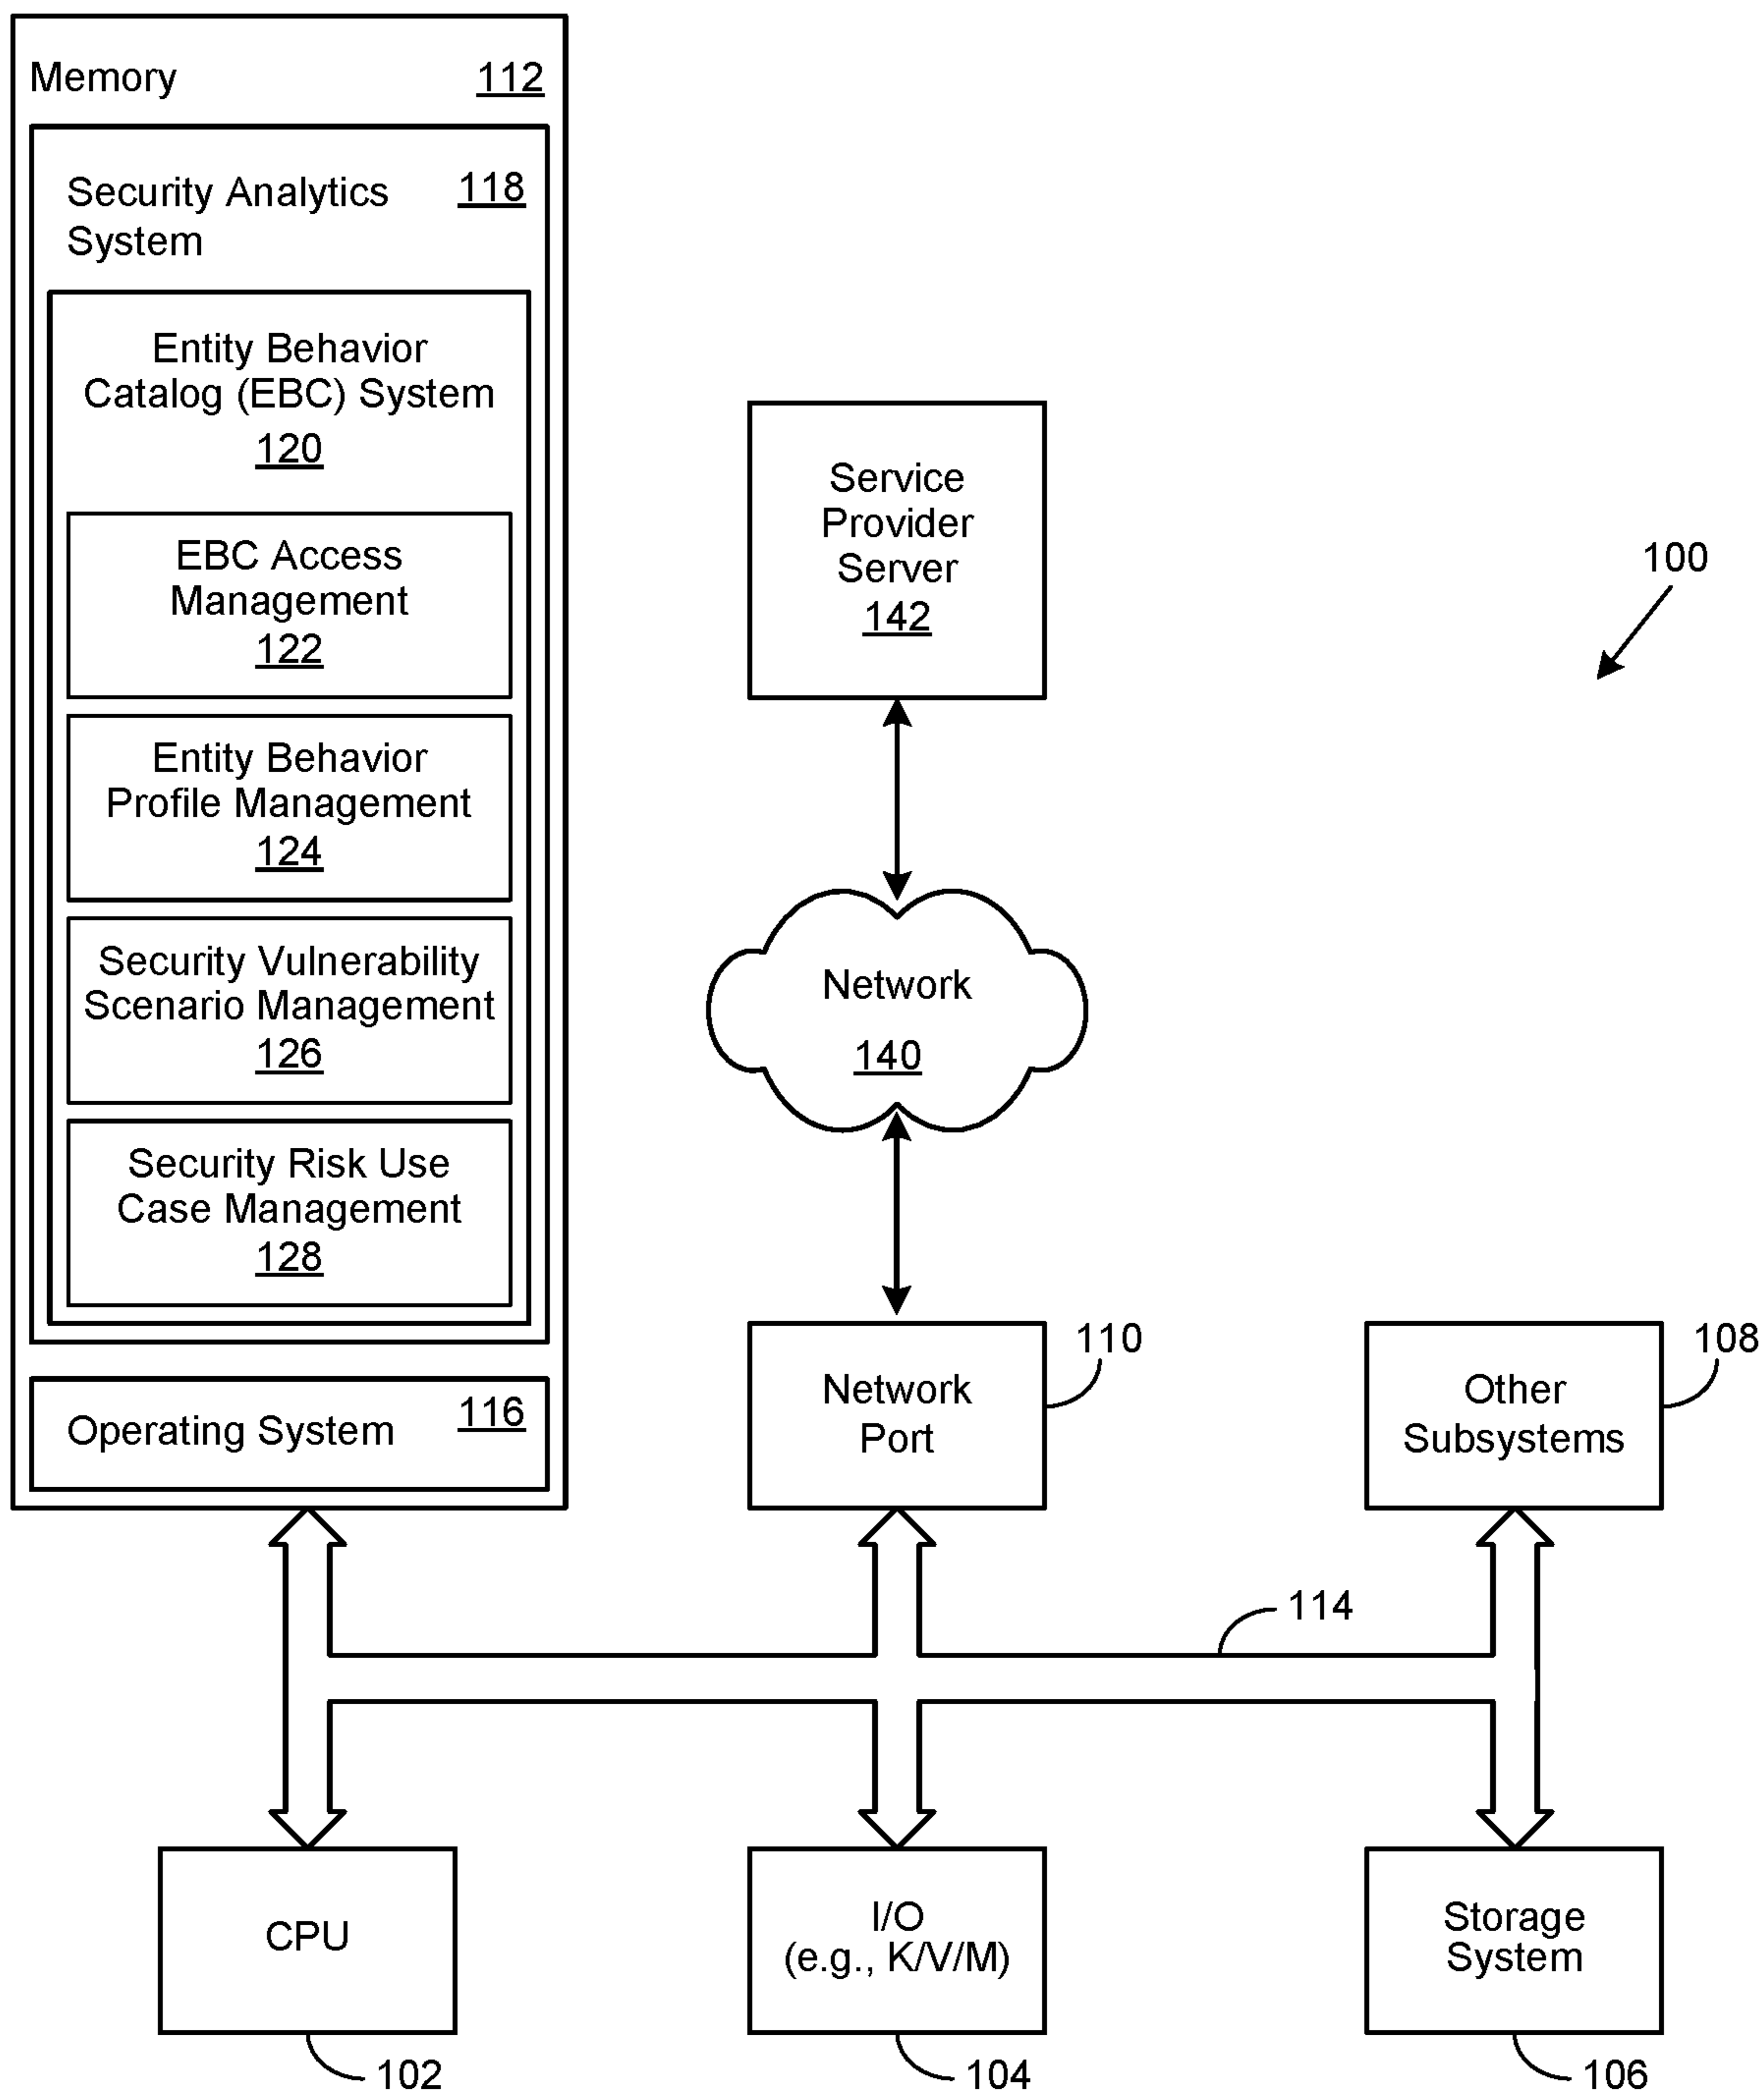 Memory 112
Security Analytics 118
System
Entity Behavior
Catalog (EBC) System
120
EBC Access
Management
122
Entity Behavior
Profile Management
124
Security Vulnerability
Scenario Management
126
Security Risk Use
Case Management
128
Operating System 116
Service
Provider
Server
142
100
Network
140
Network
Port
110
Other
Subsystems
108
114
CPU
102
I/O
(e.g., K/V/M)
104
Storage
System
106